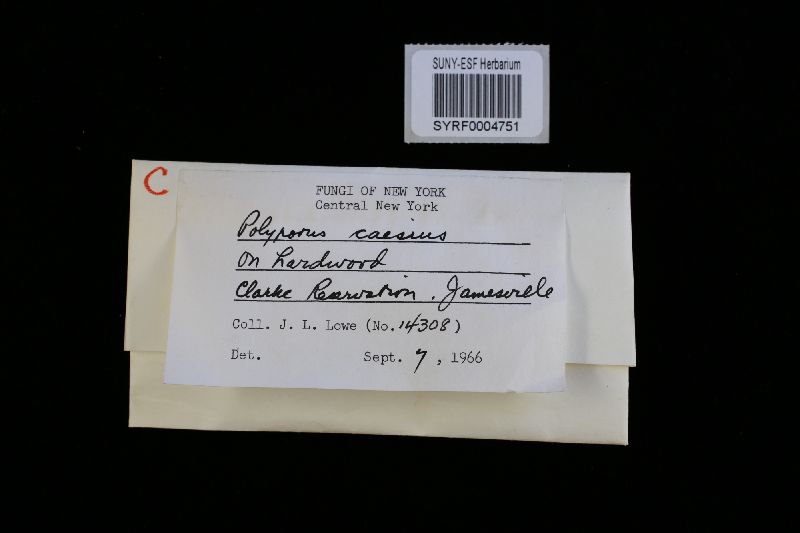 SUNY-ESF Herbarium
SYRF0004751
C
FUNGI OF NEW YORK
Central New York
Polyporus caesius
on hardwood
Clarke Reservation, Jamesville
Coll. J. L. Lowe (No. 14308)
Det. Sept. 7, 1966